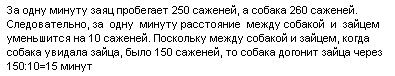 За одну минуту заяц пробегает 250 саженей, а собака 260 саженей.
Следовательно, за одну минуту расстояние между собакой и зайцем
уменьшится на 10 саженей. Поскольку между собакой и зайцем, когда
собака увидала зайца, было 150 саженей, то собака догонит зайца через
150:10=15 минут